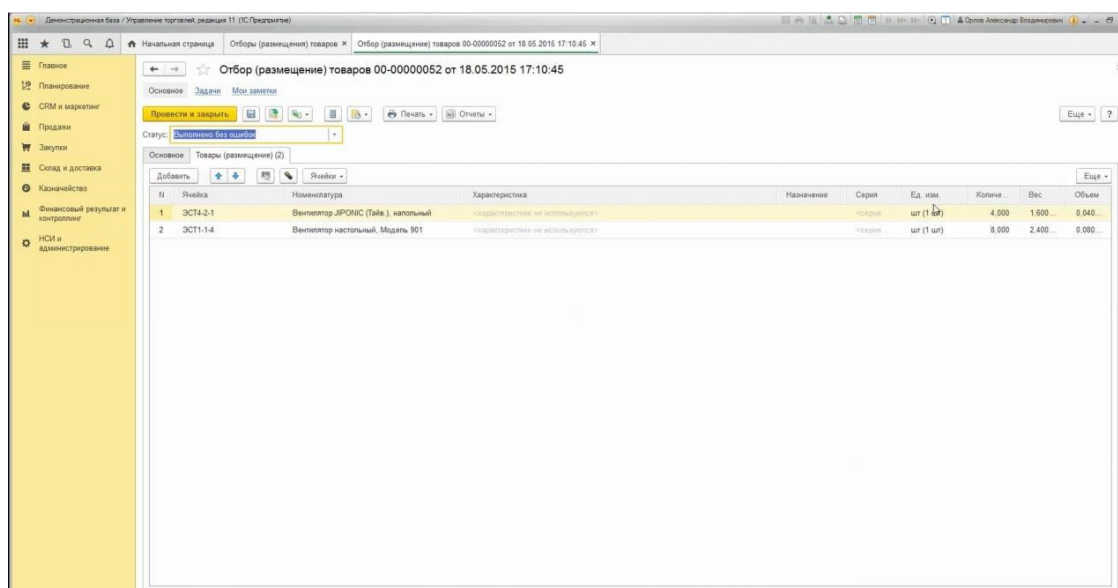 Демонстрационная база / Управление торговлей, редакция 11 (1С:Предприятие)
M M+ M-
Орлов Александр Владимирович
Начальная страница
Отборы (размещения) товаров ×
Отбор (размещение) товаров 00-00000052 от 18.05.2015 17:10:45 ×
Главное
Планирование
CRM и маркетинг
Продажи
Закупки
Склад и доставка
Казначейство
Финансовый результат и
контроллинг
НСИ и
администрирование
Отбор (размещение) товаров 00-00000052 от 18.05.2015 17:10:45
Основное Задачи Мои заметки
Провести и закрыть Печать Отчеты Еще ?
Статус: Выполнено без ошибок
Основное Товары (размещение) (2)
Добавить Ячейки Еще
N Ячейка Номенклатура Характеристика Назначение Серия Ед. изм. Количе... Вес Объем
1 ЭСТ4-2-1 Вентилятор JIPONIC (Тайв.), напольный <характеристики не используются> <серия шт (1 шт) 4,000 1,600... 0,040...
2 ЭСТ1-1-4 Вентилятор настольный, Модель 901 <характеристики не используются> <серия шт (1 шт) 8,000 2,400... 0,080...